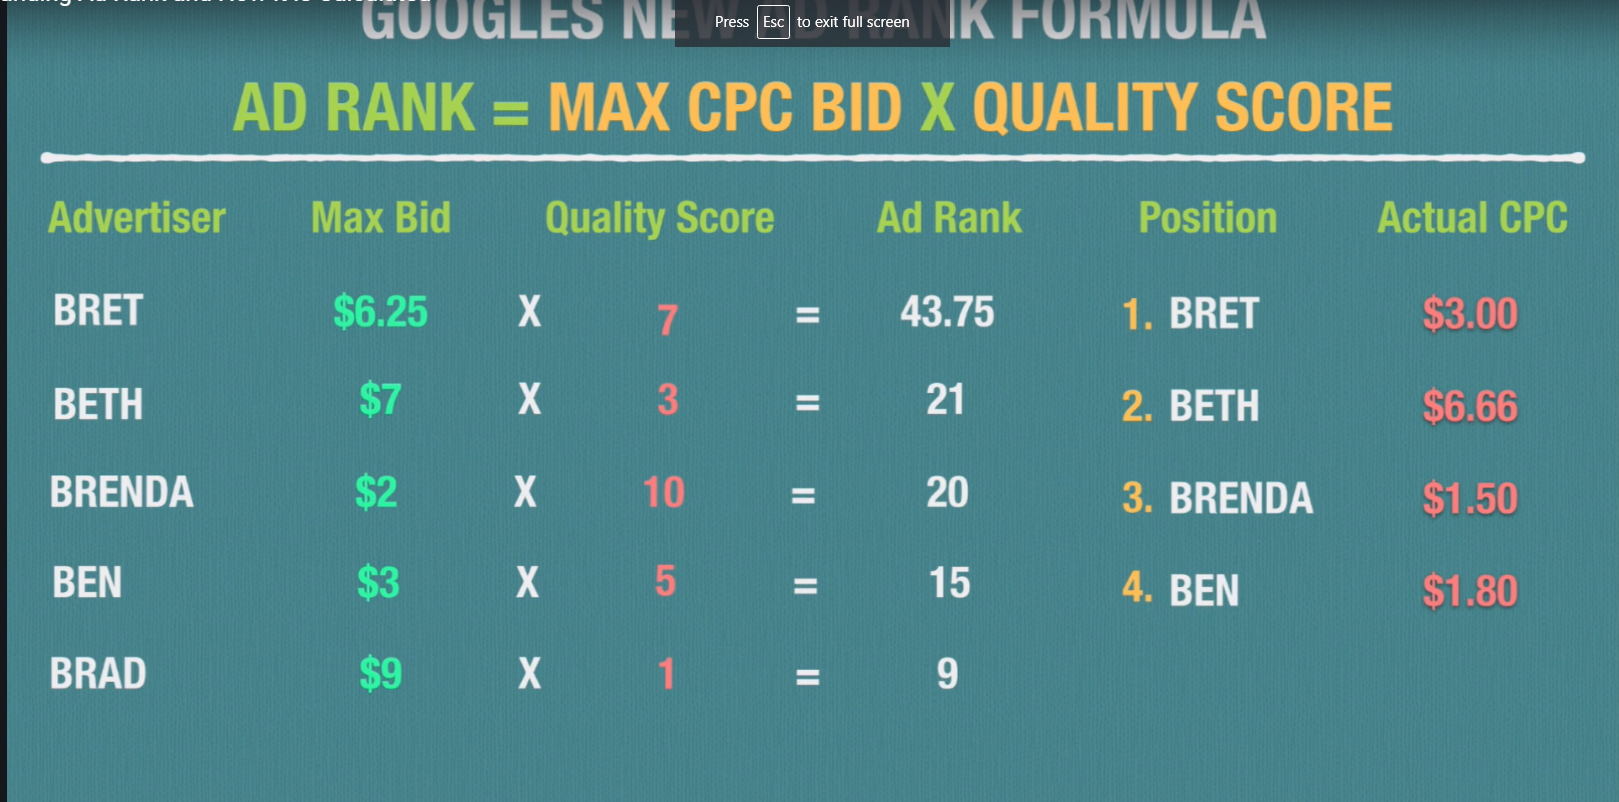 GOOGLES NEW AD RANK FORMULA
Press Esc to exit full screen
AD RANK = MAX CPC BID X QUALITY SCORE
Advertiser Max Bid Quality Score Ad Rank Position Actual CPC
BRET $6.25 X 7 = 43.75 1. BRET $3.00
BETH $7 X 3 = 21 2. BETH $6.66
BRENDA $2 X 10 = 20 3. BRENDA $1.50
BEN $3 X 5 = 15 4. BEN $1.80
BRAD $9 X 1 = 9